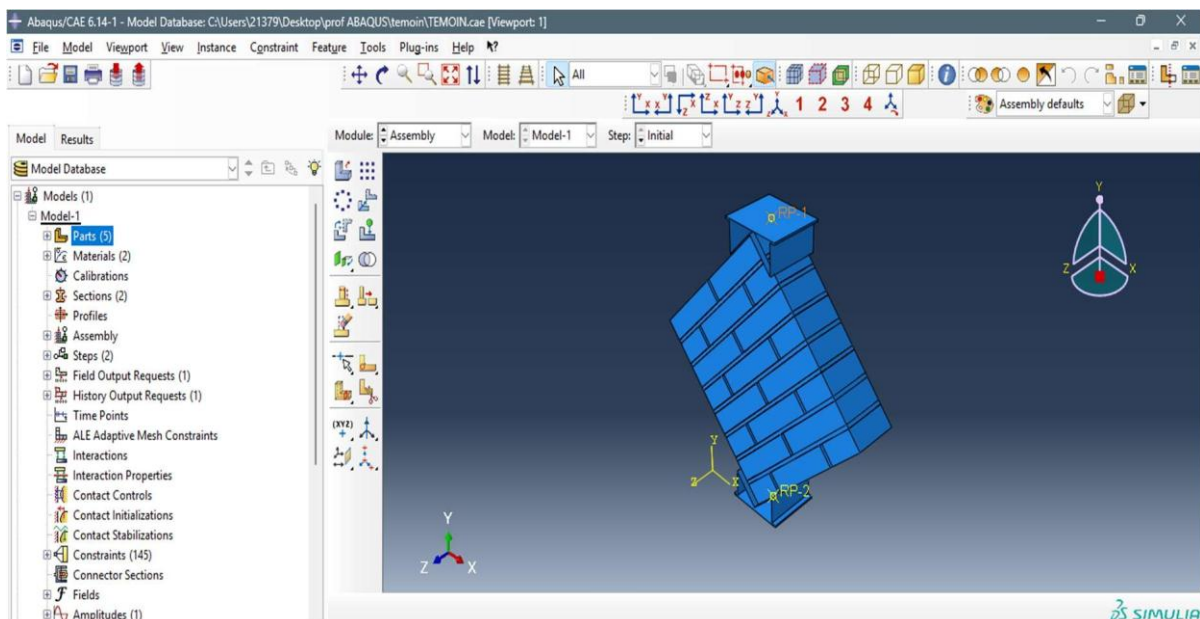 Abaqus/CAE 6.14-1 - Model Database: C:\Users\21379\Desktop\prof ABAQUS\temoin\TEMOIN.cae [Viewport: 1]
File Model Viewport View Instance Constraint Feature Tools Plug-ins Help
All
1 2 3 4
Assembly defaults
Model Results
Module: Assembly Model: Model-1 Step: Initial
Model Database
Models (1)
Model-1
Parts (5)
Materials (2)
Calibrations
Sections (2)
Profiles
Assembly
Steps (2)
Field Output Requests (1)
History Output Requests (1)
Time Points
ALE Adaptive Mesh Constraints
Interactions
Interaction Properties
Contact Controls
Contact Initializations
Contact Stabilizations
Constraints (145)
Connector Sections
Fields
Amplitudes (1)
(XYZ)
RP-1
Y
Z X
Y
Z X
RP-2
Y
Z X
SIMULIA